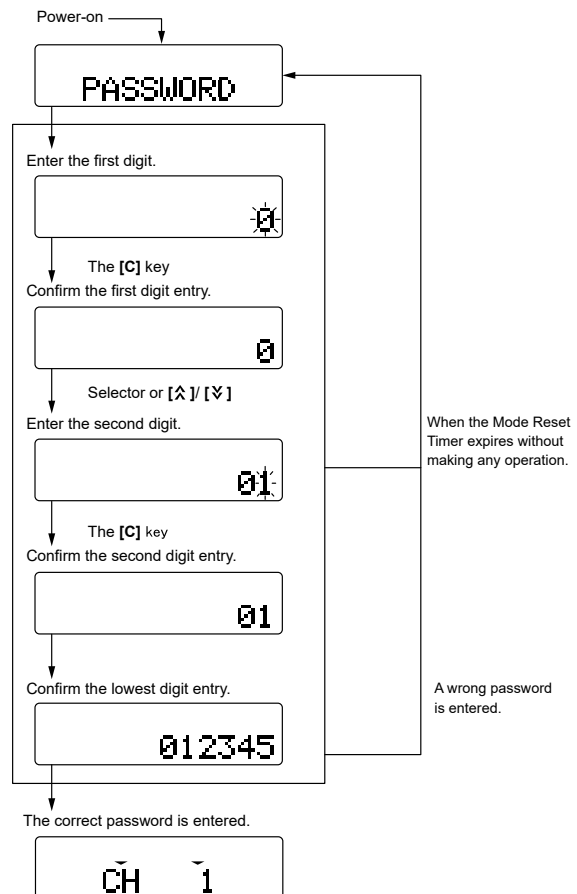 Power-on
PASSWORD
Enter the first digit.
0
The [C] key
Confirm the first digit entry.
0
Selector or [︽]/ [︾]
Enter the second digit.
01
The [C] key
Confirm the second digit entry.
01
Confirm the lowest digit entry.
012345
The correct password is entered.
CH 1
When the Mode Reset
Timer expires without
making any operation.
A wrong password
is entered.